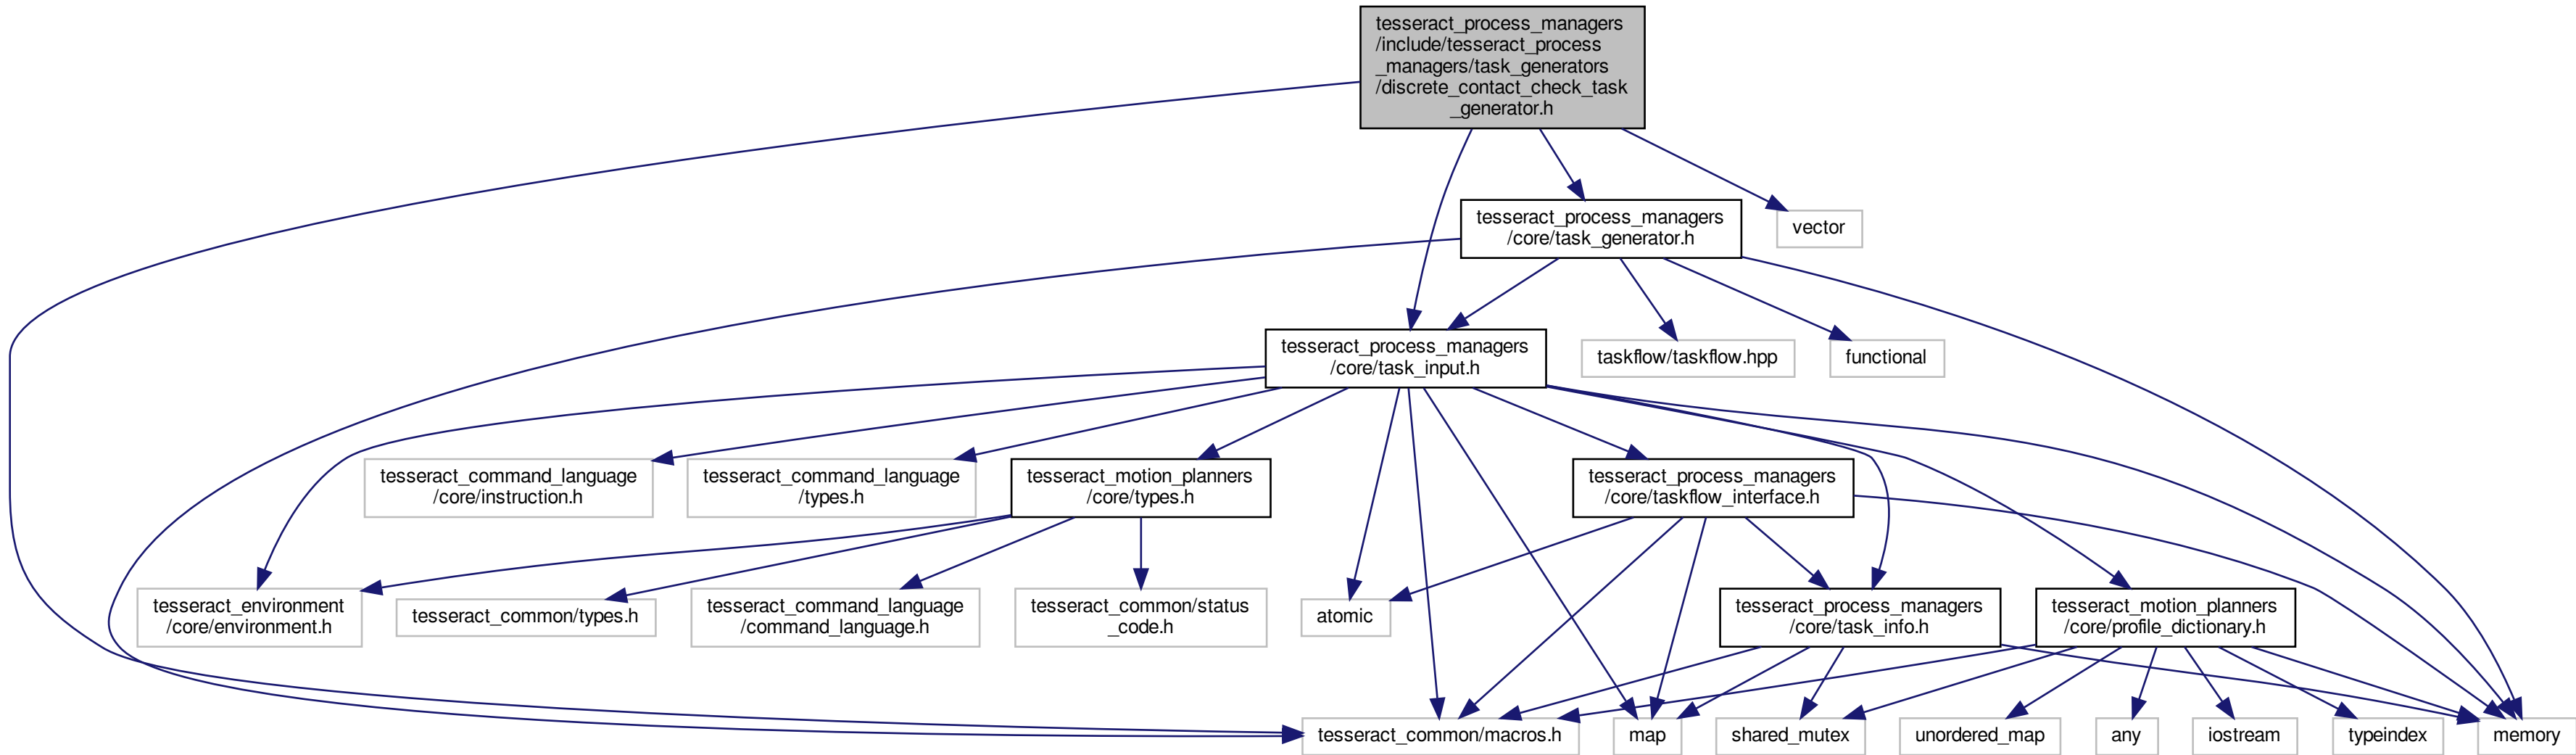 tesseract_process_managers
/include/tesseract_process
_managers/task_generators
/discrete_contact_check_task
_generator.h
tesseract_process_managers
/core/task_generator.h
vector
tesseract_process_managers
/core/task_input.h
taskflow/taskflow.hpp
functional
tesseract_command_language
/core/instruction.h
tesseract_command_language
/types.h
tesseract_motion_planners
/core/types.h
tesseract_process_managers
/core/taskflow_interface.h
tesseract_environment
/core/environment.h
tesseract_common/types.h
tesseract_command_language
/command_language.h
tesseract_common/status
_code.h
atomic
tesseract_process_managers
/core/task_info.h
tesseract_motion_planners
/core/profile_dictionary.h
tesseract_common/macros.h
map
shared_mutex
unordered_map
any
iostream
typeindex
memory